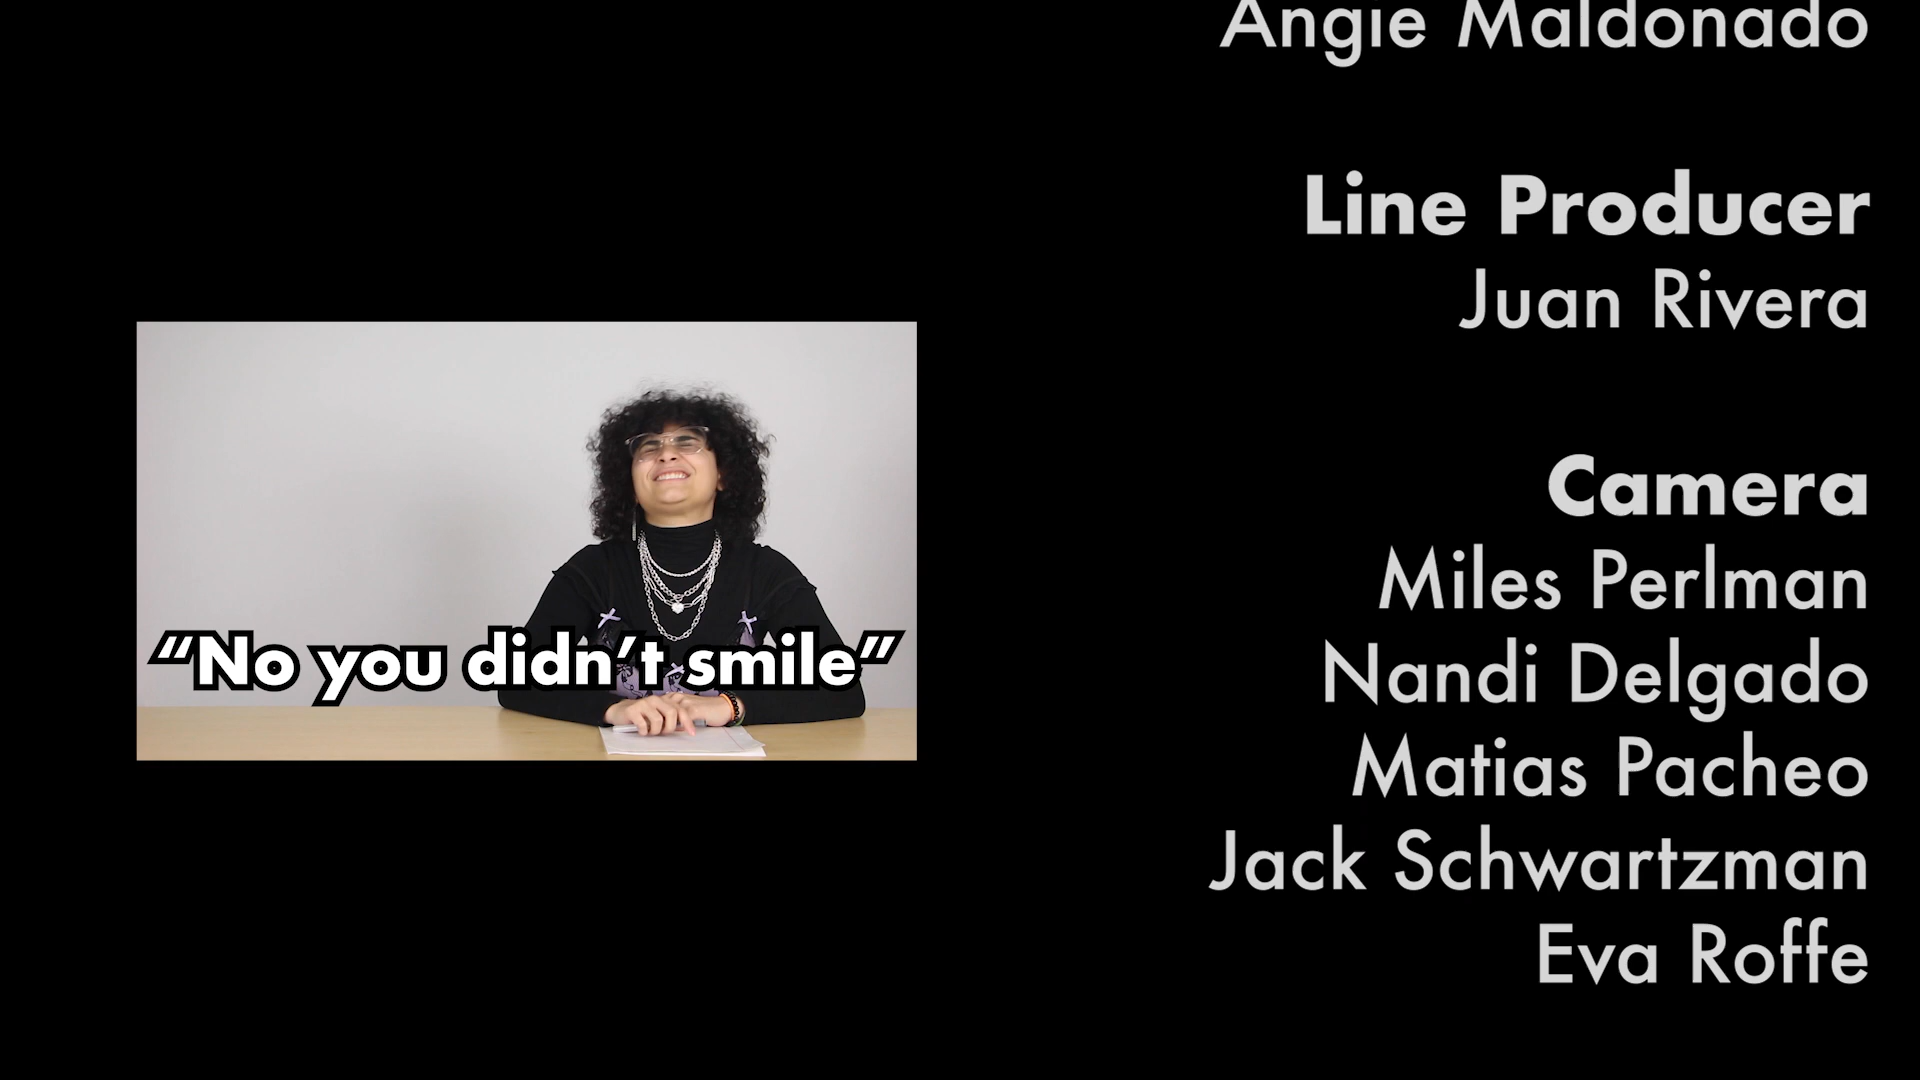 Angie Maldonado
Line Producer
Juan Rivera
Camera
Miles Perlman
Nandi Delgado
Matias Pacheo
Jack Schwartzman
Eva Roffe
“No you didn’t smile”